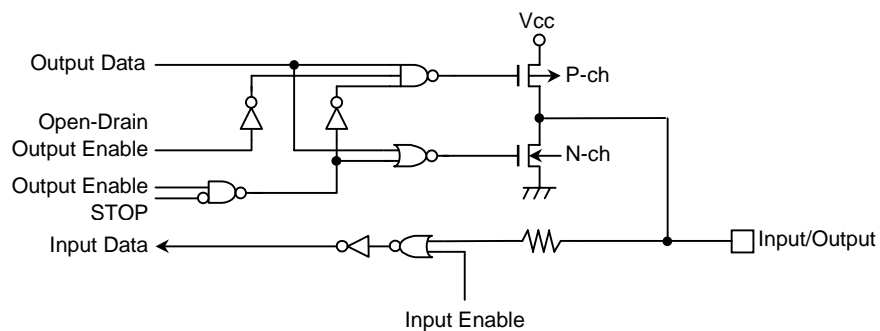 Vcc
Output Data
P-ch
Open-Drain
Output Enable
N-ch
Output Enable
STOP
Input Data
Input/Output
Input Enable